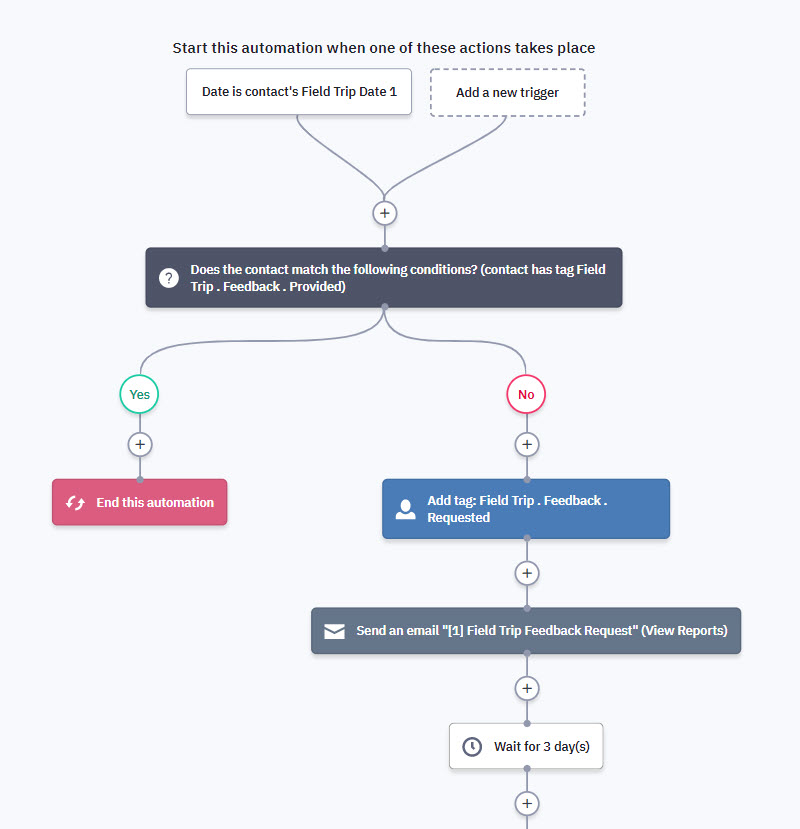 Start this automation when one of these actions takes place
Date is contact's Field Trip Date 1
Add a new trigger
+
?
Does the contact match the following conditions? (contact has tag Field
Trip . Feedback . Provided)
Yes
No
+
+
End this automation
Add tag: Field Trip . Feedback .
Requested
+
Send an email "[1] Field Trip Feedback Request" (View Reports)
+
Wait for 3 day(s)
+